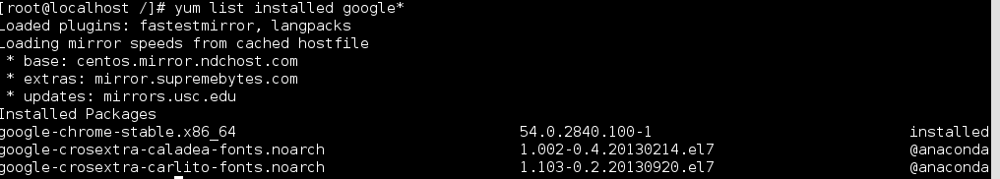 [root@localhost /]# yum list installed google*
Loaded plugins: fastestmirror, langpacks
Loading mirror speeds from cached hostfile
 * base: centos.mirror.ndchost.com
 * extras: mirror.supremebytes.com
 * updates: mirrors.usc.edu
Installed Packages
google-chrome-stable.x86_64 54.0.2840.100-1 installed
google-crosextra-caladea-fonts.noarch 1.002-0.4.20130214.el7 @anaconda
google-crosextra-carlito-fonts.noarch 1.103-0.2.20130920.el7 @anaconda